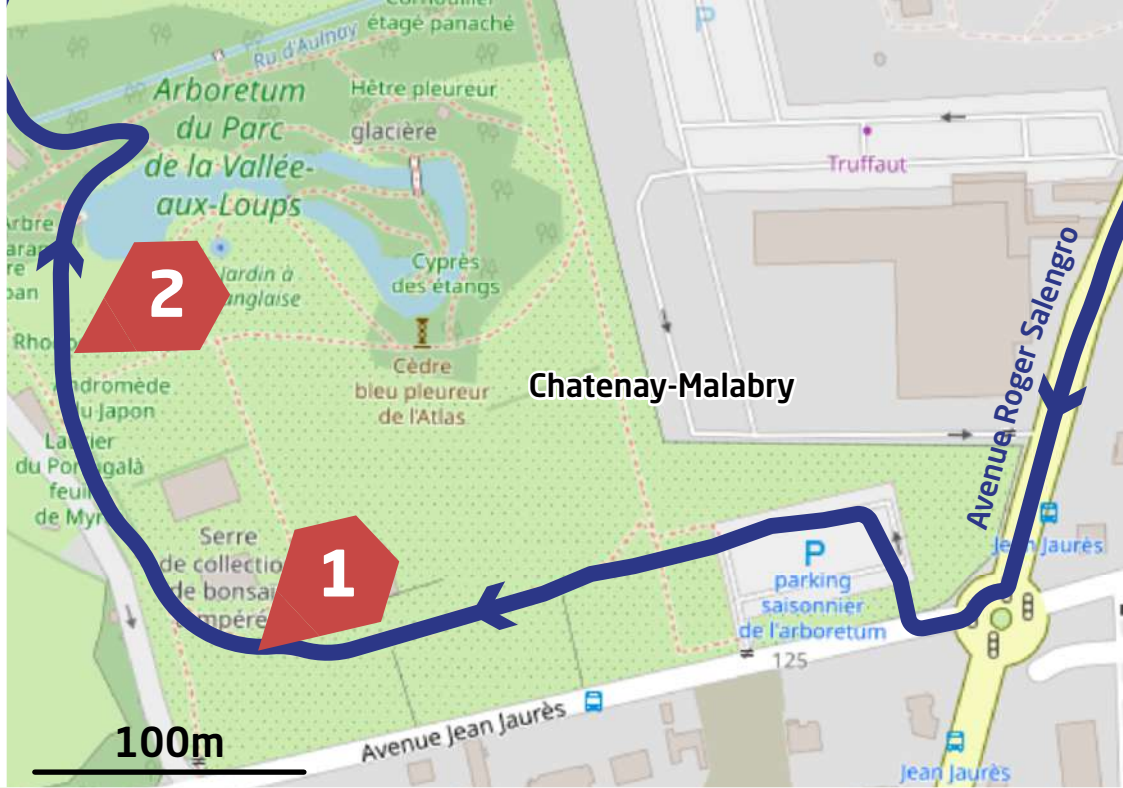 étagé panaché
P
Ru d'Aulnay
Arboretum
du Parc
de la Vallée-
aux-Loups
Hêtre pleureur
glacière
Truffaut
Arbre
Cyprès
des étangs
Jardin à
anglaise
2
Cèdre
bleu pleureur
de l'Atlas
Chatenay-Malabry
Avenue Roger Salengro
Andromède
du Japon
Laurier
du Portugal à
feuil
de Myr
Serre
de collectio
de bonsaï
empéré
1
P
parking
saisonnier
de l'arboretum
Jean Jaurès
125
Avenue Jean Jaurès
Jean Jaurès
100m